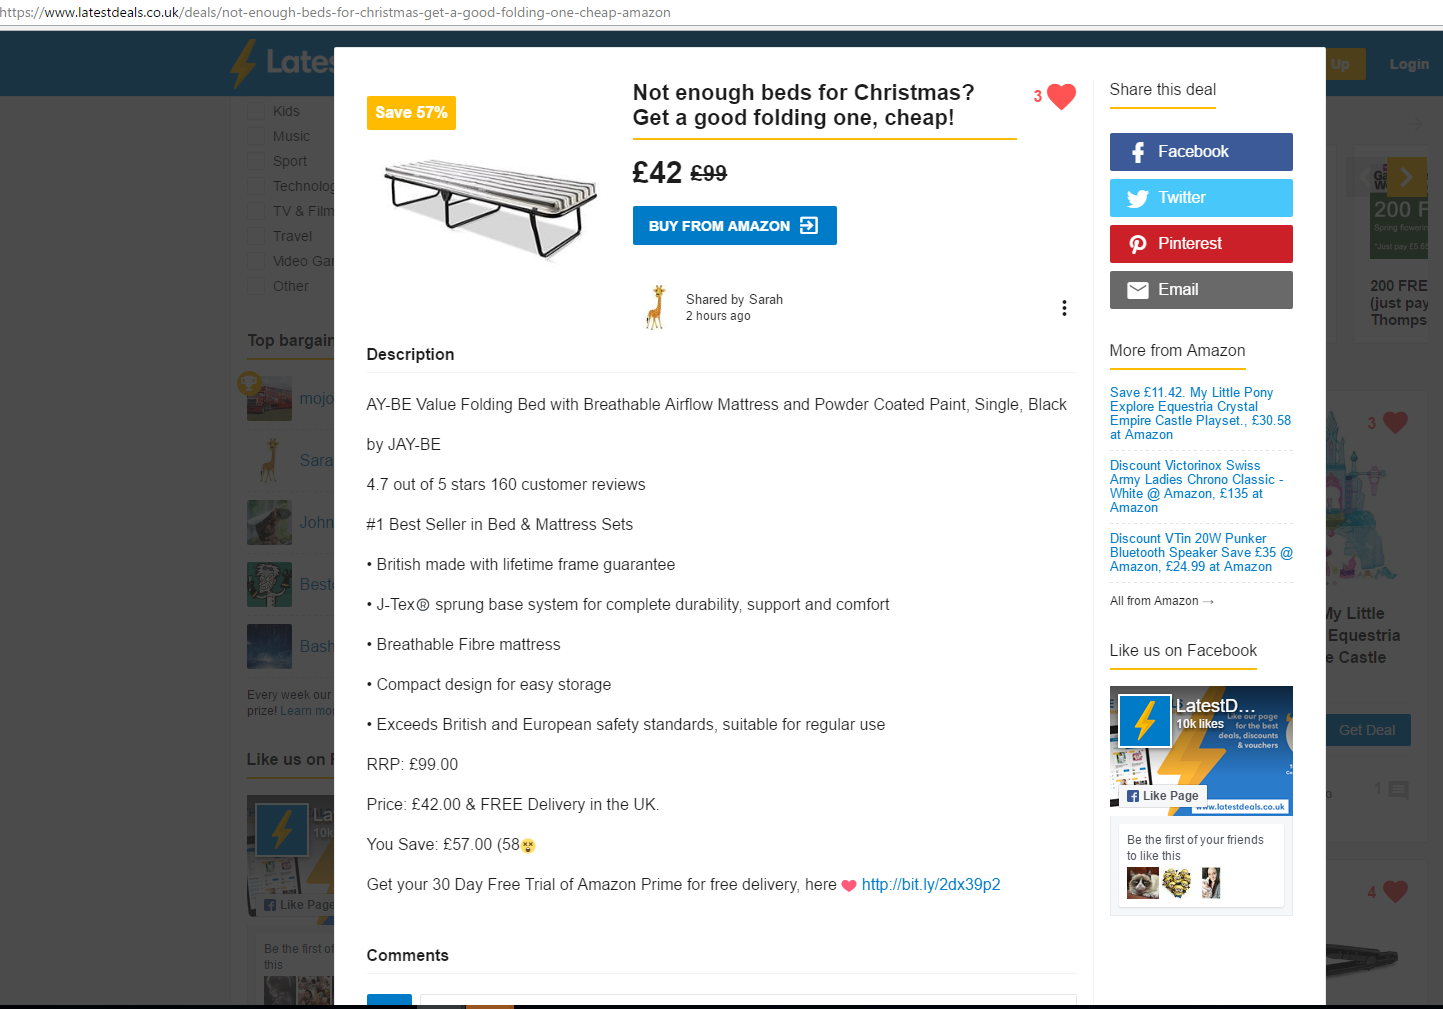 https://www.latestdeals.co.uk/deals/not-enough-beds-for-christmas-get-a-good-folding-one-cheap-amazon
Late
Up
Login
Kids
Music
Sport
Technolog
TV & Film
Travel
Video Ga
Other
Top bargain
mojo
Sara
John
Best
Bash
Every week our
prize! Learn mo
Like us on F
La
10k
Like Page
Be the first of
this
Save 57%
Not enough beds for Christmas?
Get a good folding one, cheap!
3
£42 £99
BUY FROM AMAZON
Shared by Sarah
2 hours ago
Description
AY-BE Value Folding Bed with Breathable Airflow Mattress and Powder Coated Paint, Single, Black
by JAY-BE
4.7 out of 5 stars 160 customer reviews
#1 Best Seller in Bed & Mattress Sets
• British made with lifetime frame guarantee
• J-Tex® sprung base system for complete durability, support and comfort
• Breathable Fibre mattress
• Compact design for easy storage
• Exceeds British and European safety standards, suitable for regular use
RRP: £99.00
Price: £42.00 & FREE Delivery in the UK.
You Save: £57.00 (58😵
Get your 30 Day Free Trial of Amazon Prime for free delivery, here ❤ http://bit.ly/2dx39p2
Comments
Share this deal
Facebook
Twitter
Pinterest
Email
More from Amazon
Save £11.42. My Little Pony
Explore Equestria Crystal
Empire Castle Playset., £30.58
at Amazon
Discount Victorinox Swiss
Army Ladies Chrono Classic -
White @ Amazon, £135 at
Amazon
Discount VTin 20W Punker
Bluetooth Speaker Save £35 @
Amazon, £24.99 at Amazon
All from Amazon →
Like us on Facebook
LatestD...
10k likes
Like our page
for the best
deals, discounts
& vouchers
Like Page
www.latestdeals.co.uk
Be the first of your friends
to like this
200 F
Spring flowering
*Just pay £5.65
200 FRE
(just pay
Thomps
3
My Little
Equestria
e Castle
Get Deal
1
4